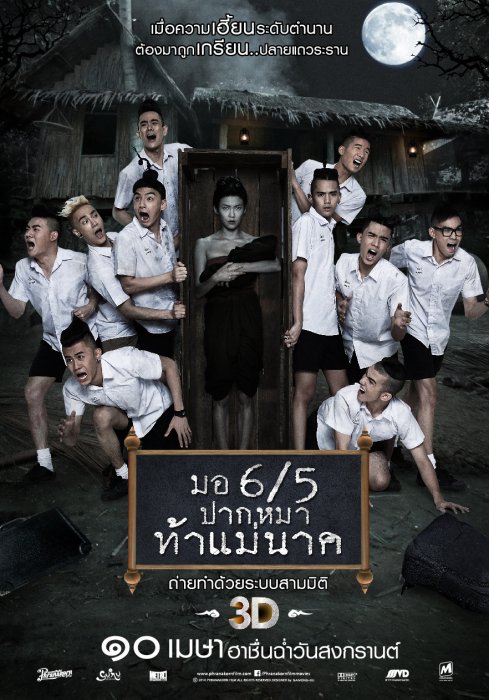 เมื่อความเฮี้ยนระดับตำนาน
ต้องมาถูกเกรียน..ปลายแถวระราน
มอ 6/5
ปากหมา
ท้าแม่นาค
ถ่ายทำด้วยระบบสามมิติ
3D
๑๐ เมษา ฮาชื่นฉ่ำวันสงกรานต์
Phranakorn
www.phranakornfilm.com
/Phranakornfilmmovies